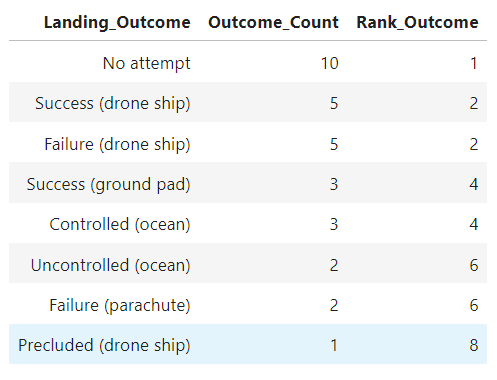 Landing_Outcome Outcome_Count Rank_Outcome
No attempt 10 1
Success (drone ship) 5 2
Failure (drone ship) 5 2
Success (ground pad) 3 4
Controlled (ocean) 3 4
Uncontrolled (ocean) 2 6
Failure (parachute) 2 6
Precluded (drone ship) 1 8